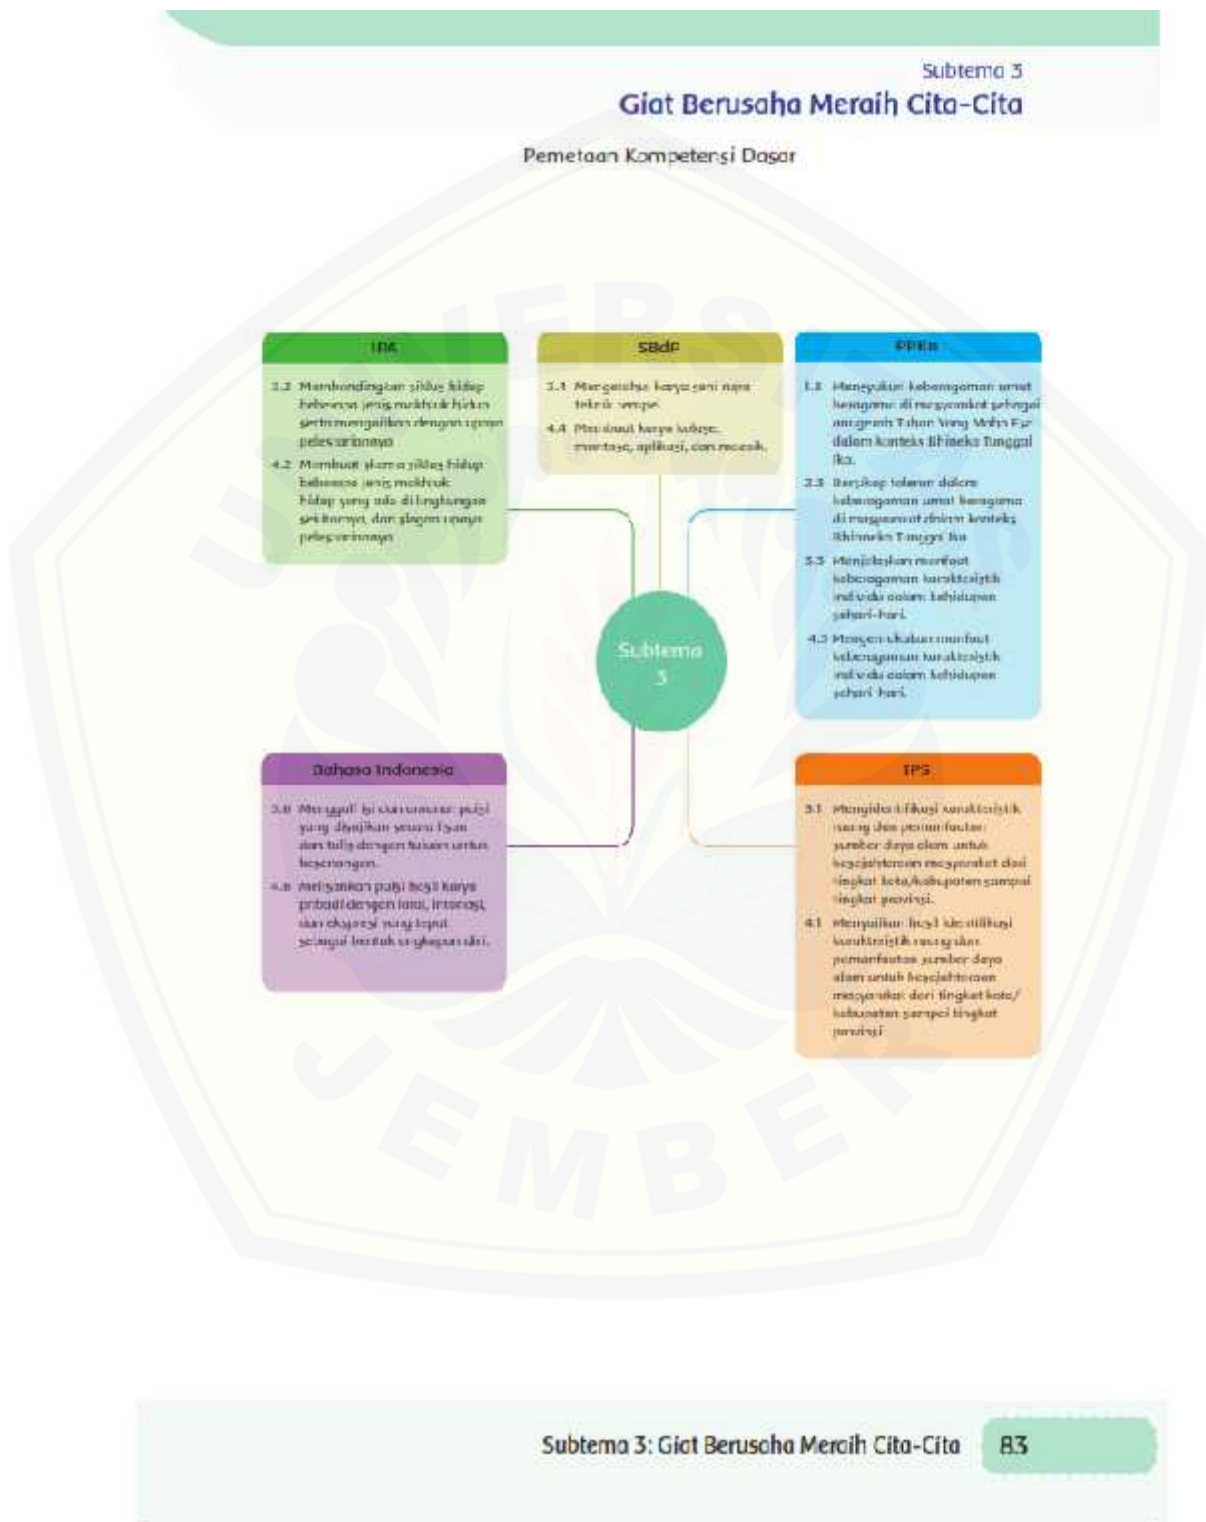 Subtema 3
Giat Berusaha Meraih Cita-Cita
Pemetaan Kompetensi Dasar
IPA
3.2 Membandingkan siklus hidup
beberapa jenis makhluk hidup
serta mengaitkan dengan upaya
pelestariannya
4.2 Membuat skema siklus hidup
beberapa jenis makhluk
hidup yang ada di lingkungan
sekitarnya, dan slogan upaya
pelestariannya
SBdP
3.4 Mengetahui karya seni rupa
teknik tempel
4.4 Membuat karya kolase,
montase, aplikasi, dan mozaik.
PPKn
1.3 Mensyukuri keberagaman umat
beragama di masyarakat sebagai
anugerah Tuhan Yang Maha Esa
dalam konteks Bhineka Tunggal
Ika.
2.3 Bersikap toleran dalam
keberagaman umat beragama
di masyarakat dalam konteks
Bhinneka Tunggal Ika
3.3 Menjelaskan manfaat
keberagaman karakteristik
individu dalam kehidupan
sehari-hari.
4.3 Mengemukakan manfaat
keberagaman karakteristik
individu dalam kehidupan
sehari-hari.
Subtema
3
Bahasa Indonesia
3.6 Menggali isi dan amanat puisi
yang disajikan secara lisan
dan tulis dengan tujuan untuk
kesenangan.
4.6 Melisankan puisi hasil karya
pribadi dengan lafal, intonasi,
dan ekspresi yang tepat
sebagai bentuk ungkapan diri.
IPS
3.1 Mengidentifikasi karakteristik
ruang dan pemanfaatan
sumber daya alam untuk
kesejahteraan masyarakat dari
tingkat kota/kabupaten sampai
tingkat provinsi.
4.1 Menyajikan hasil identifikasi
karakteristik ruang dan
pemanfaatan sumber daya
alam untuk kesejahteraan
masyarakat dari tingkat kota/
kabupaten sampai tingkat
provinsi
UNIVERSITAS
JEMBER
Subtema 3: Giat Berusaha Meraih Cita-Cita 83